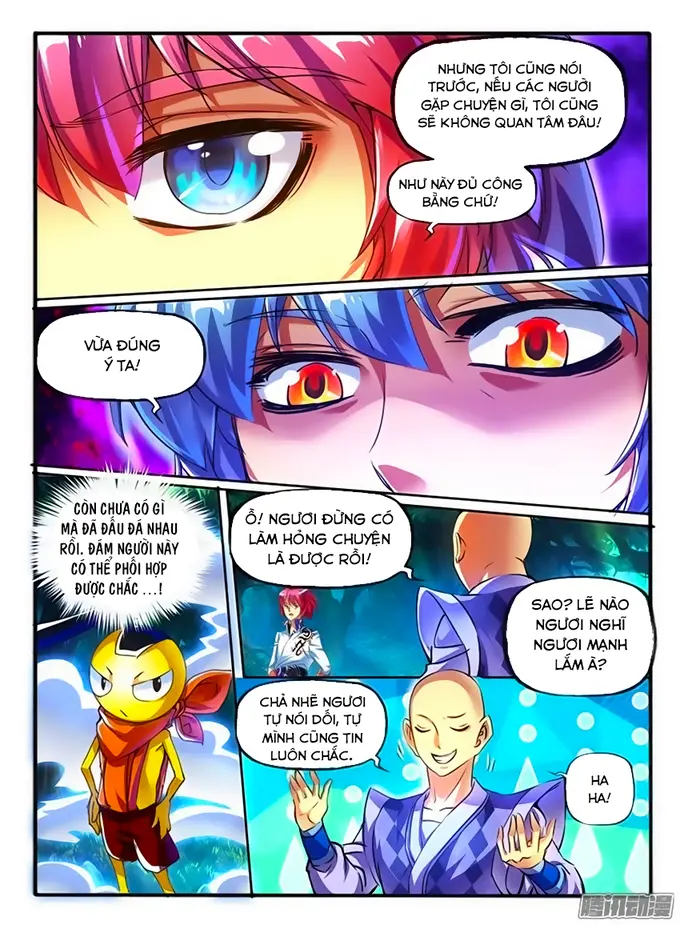 NHƯNG TÔI CŨNG NÓI
TRƯỚC, NẾU CÁC NGƯỜI
GẶP CHUYỆN GÌ, TÔI CŨNG
SẼ KHÔNG QUAN TÂM ĐÂU!
NHƯ NÀY ĐỦ CÔNG
BẰNG CHỨ!
VỪA ĐÚNG
Ý TA!
CÒN CHƯA CÓ GÌ
MÀ ĐÃ ĐẤU ĐÁ NHAU
RỒI. ĐÁM NGƯỜI NÀY
CÓ THỂ PHỐI HỢP
ĐƯỢC CHẮC ...!
Ồ! NGƯƠI ĐỪNG CÓ
LÀM HỎNG CHUYỆN
LÀ ĐƯỢC RỒI!
SAO? LẼ NÀO
NGƯƠI NGHĨ
NGƯƠI MẠNH
LẮM À?
CHẢ NHẼ NGƯƠI
TỰ NÓI DỐI, TỰ
MÌNH CŨNG TIN
LUÔN CHẮC.
HA
HA!
腾讯动漫